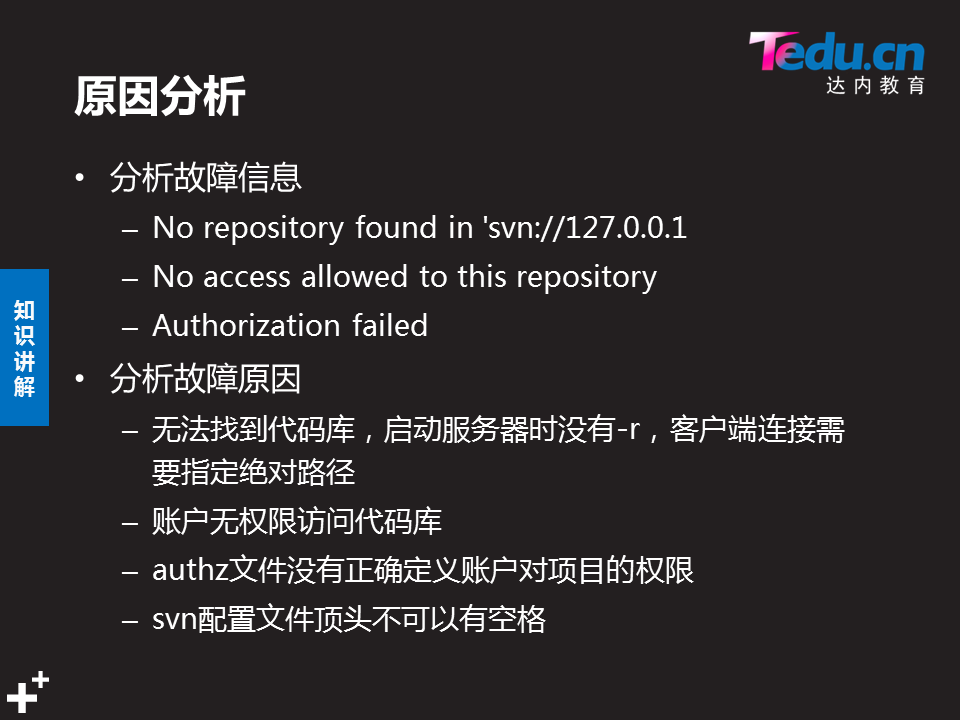 Tedu.cn
达内教育
原因分析
• 分析故障信息
– No repository found in 'svn://127.0.0.1
– No access allowed to this repository
– Authorization failed
• 分析故障原因
– 无法找到代码库，启动服务器时没有-r，客户端连接需
要指定绝对路径
– 账户无权限访问代码库
– authz文件没有正确定义账户对项目的权限
– svn配置文件顶头不可以有空格
知识讲解